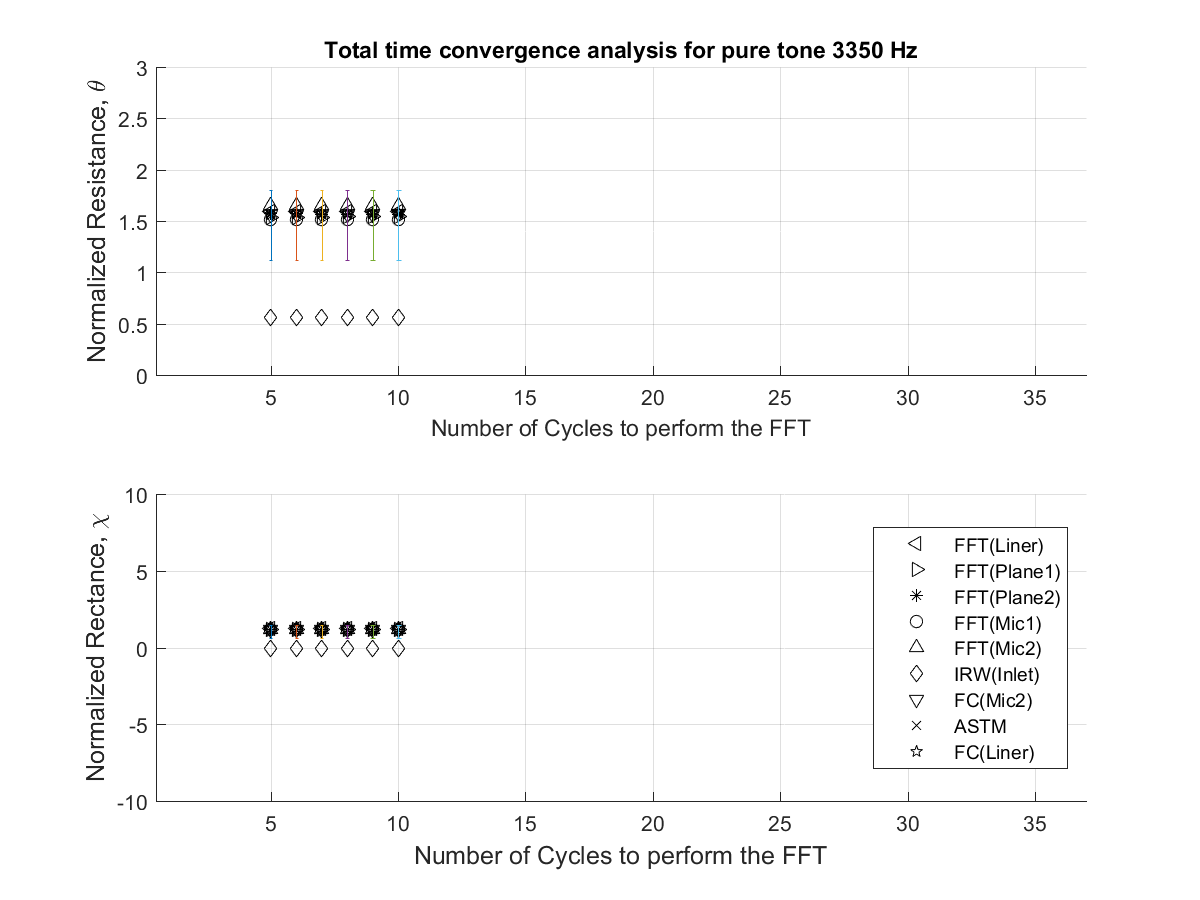 Total time convergence analysis for pure tone 3350 Hz
Normalized Resistance, θ
3
2.5
2
1.5
1
0.5
0
5 10 15 20 25 30 35
Number of Cycles to perform the FFT
Normalized Rectance, χ
10
5
0
-5
-10
FFT(Liner)
FFT(Plane1)
FFT(Plane2)
FFT(Mic1)
FFT(Mic2)
IRW(Inlet)
FC(Mic2)
ASTM
FC(Liner)
5 10 15 20 25 30 35
Number of Cycles to perform the FFT